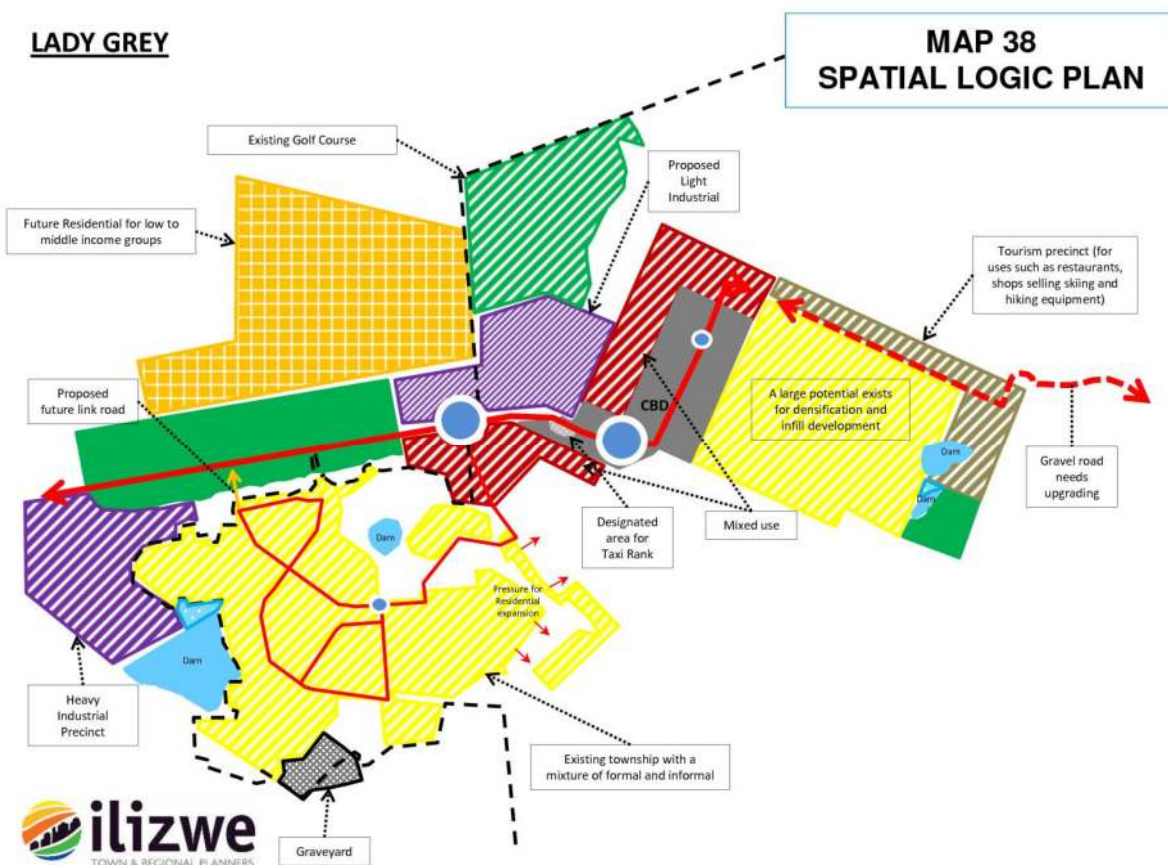 LADY GREY
MAP 38
SPATIAL LOGIC PLAN
Existing Golf Course
Proposed
Light
Industrial
Future Residential for low to
middle income groups
Tourism precinct (for
uses such as restaurants,
shops selling skiing and
hiking equipment)
Proposed
future link road
CBD
A large potential exists
for densification and
infill development
Dam
Dam
Gravel road
needs
upgrading
Designated
area for
Taxi Rank
Mixed use
Dam
Pressure for
Residential
expansion
Dam
Heavy
Industrial
Precinct
Existing township with a
mixture of formal and informal
Graveyard
ilizwe
TOWN & REGIONAL PLANNERS